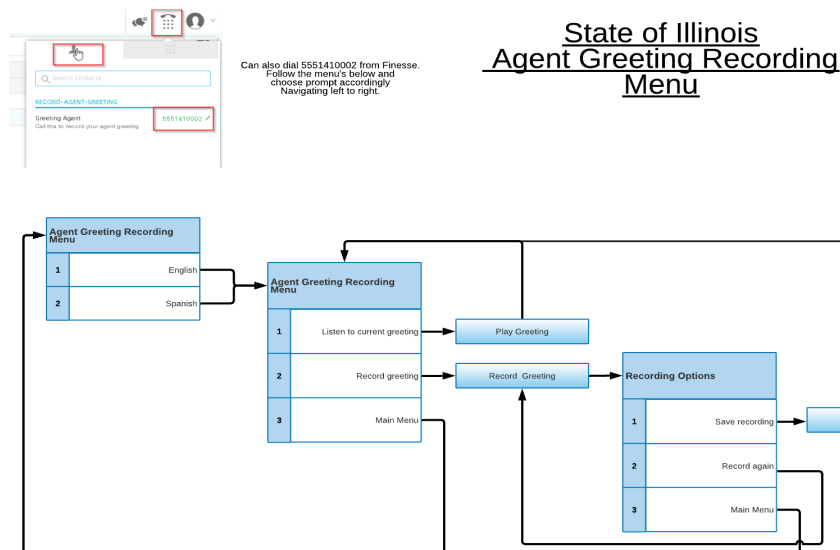 Search Contacts
RECORD-AGENT-GREETING
Greeting Agent
5551410002
Call this to record your agent greeting.
Can also dial 5551410002 from Finesse.
Follow the menu's below and
choose prompt accordingly
Navigating left to right.
State of Illinois
Agent Greeting Recording
Menu
Agent Greeting Recording
Menu
1 English
2 Spanish
Agent Greeting Recording
Menu
1 Listen to current greeting
2 Record greeting
3 Main Menu
Play Greeting
Record Greeting
Recording Options
1 Save recording
2 Record again
3 Main Menu